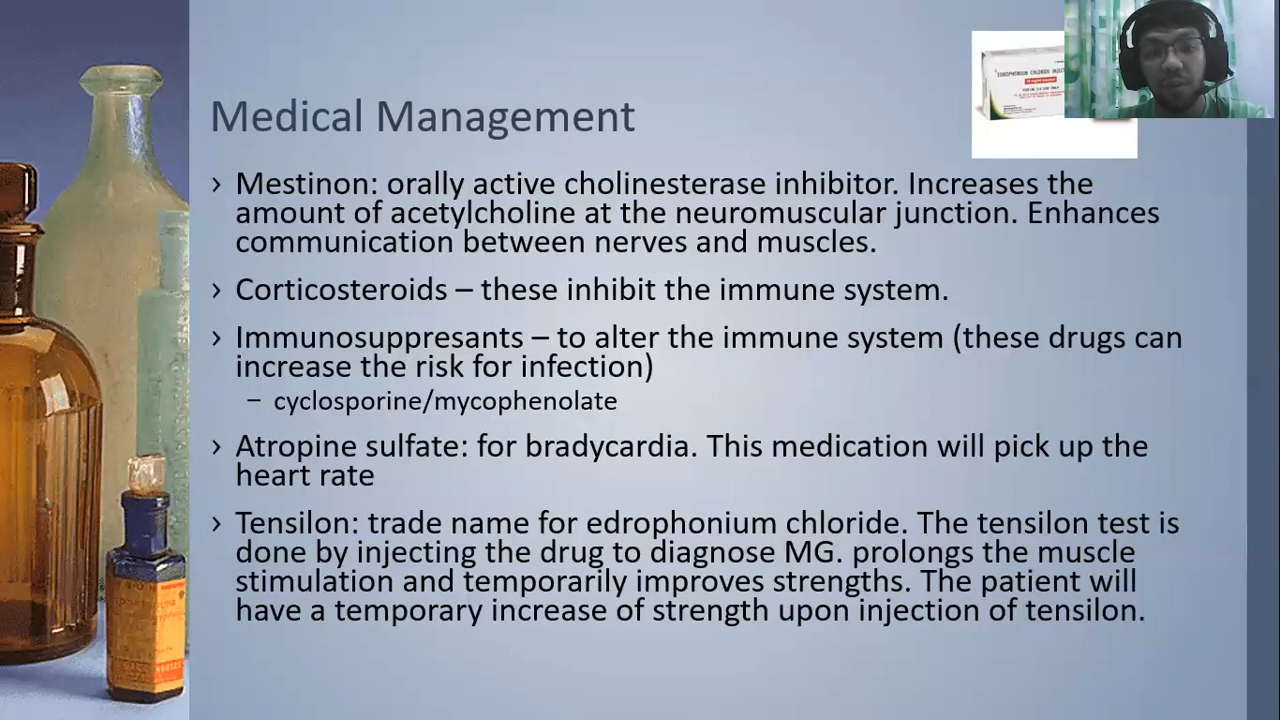 Medical Management
› Mestinon: orally active cholinesterase inhibitor. Increases the
amount of acetylcholine at the neuromuscular junction. Enhances
communication between nerves and muscles.
› Corticosteroids – these inhibit the immune system.
› Immunosuppresants – to alter the immune system (these drugs can
increase the risk for infection)
– cyclosporine/mycophenolate
› Atropine sulfate: for bradycardia. This medication will pick up the
heart rate
› Tensilon: trade name for edrophonium chloride. The tensilon test is
done by injecting the drug to diagnose MG. prolongs the muscle
stimulation and temporarily improves strengths. The patient will
have a temporary increase of strength upon injection of tensilon.